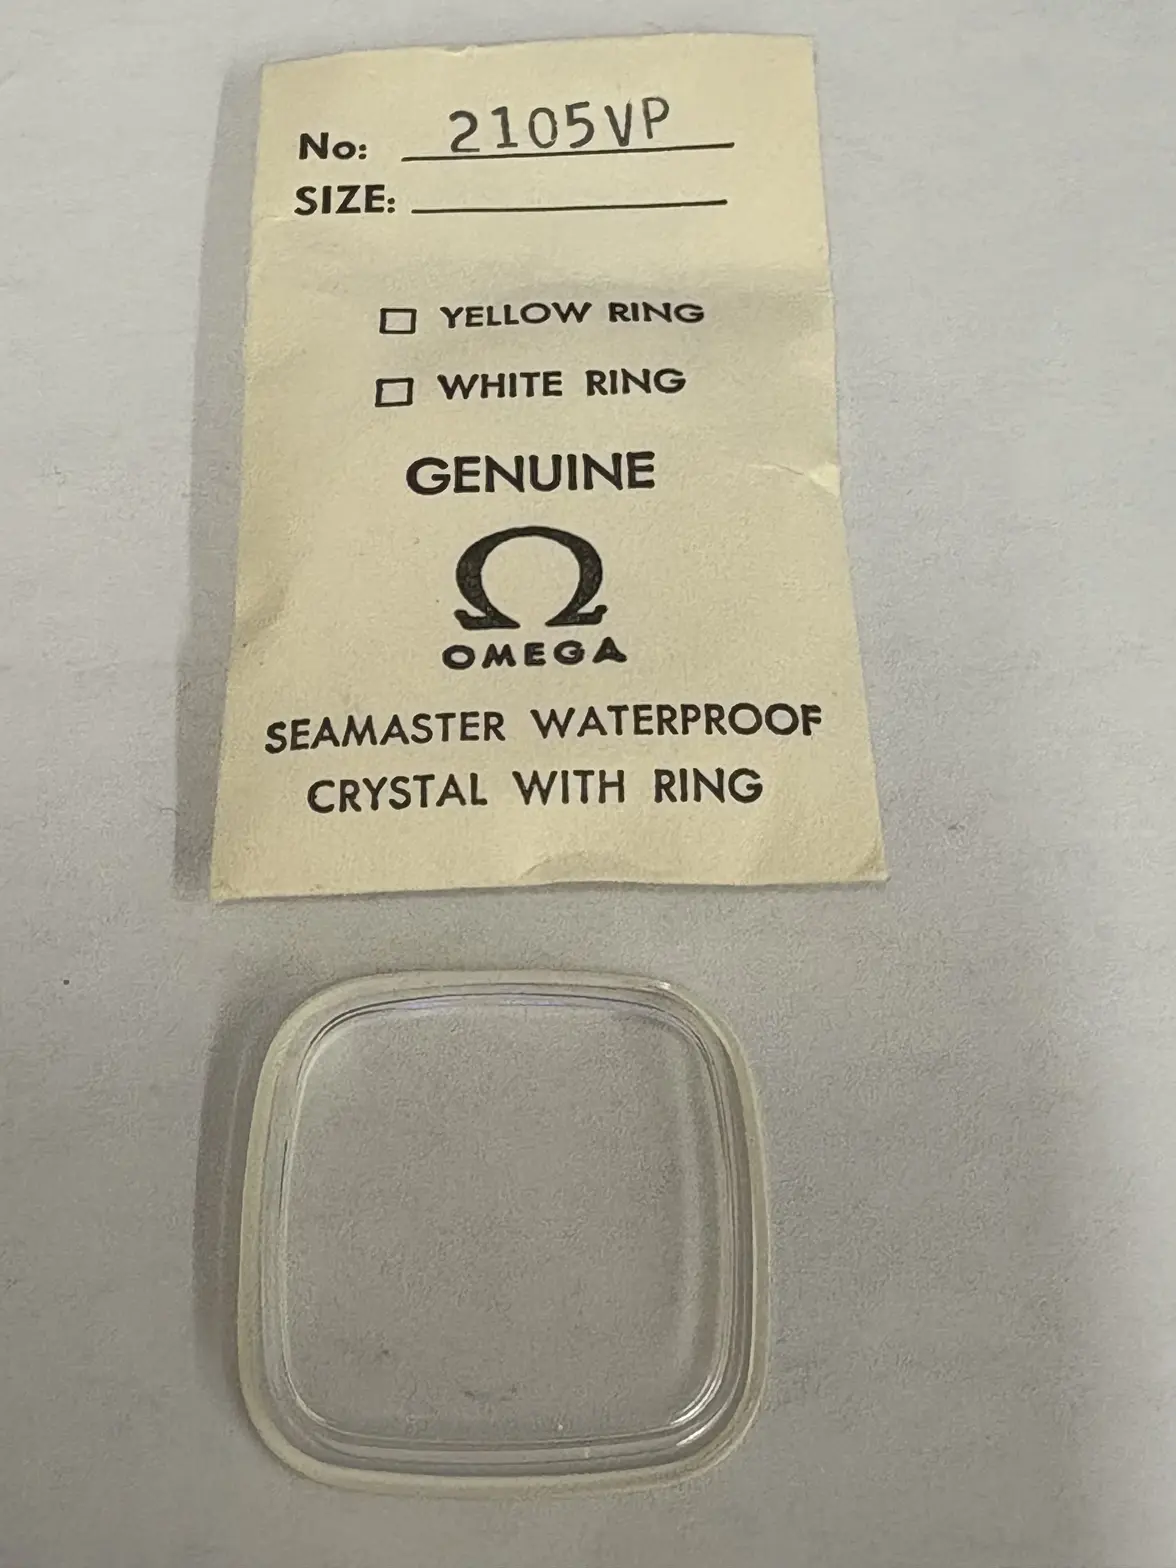 No: 2105VP
SIZE:
YELLOW RING
WHITE RING
GENUINE
Ω
OMEGA
SEAMASTER WATERPROOF
CRYSTAL WITH RING